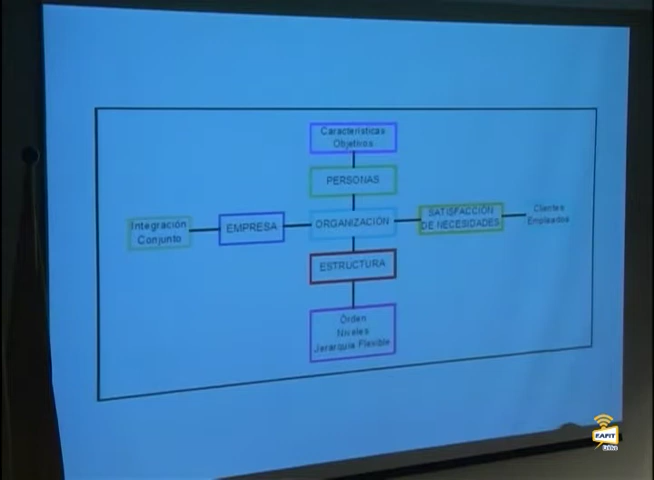 Características
Objetivos
PERSONAS
Integración
Conjunto
EMPRESA
ORGANIZACIÓN
SATISFACCIÓN
DE NECESIDADES
Clientes
Empleados
ESTRUCTURA
Orden
Niveles
Jerarquía Flexible
EAFIT